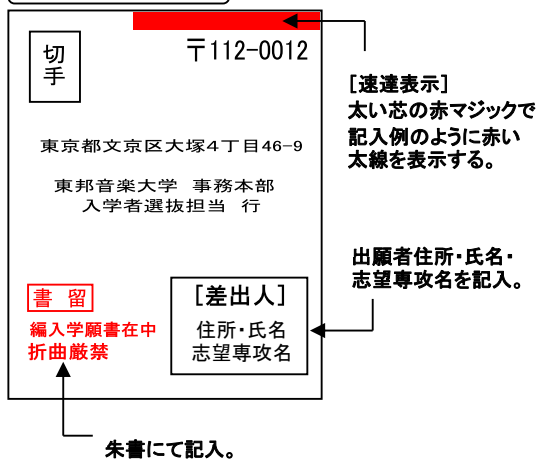 切手
〒112-0012
[速達表示]
太い芯の赤マジックで
記入例のように赤い
太線を表示する。
東京都文京区大塚4丁目46-9
東邦音楽大学 事務本部
入学者選抜担当 行
出願者住所・氏名・
志望専攻名を記入。
書 留
編入学願書在中
折曲厳禁
[差出人]
住所・氏名
志望専攻名
朱書にて記入。